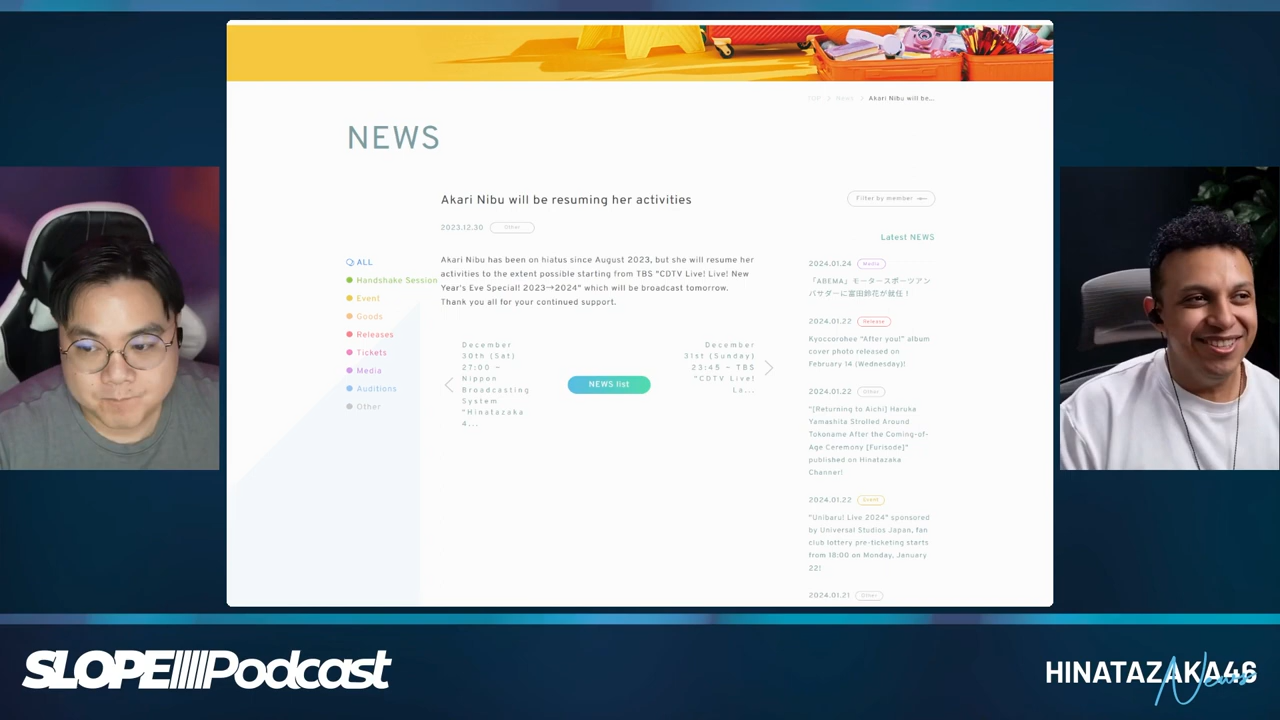 TOP > News > Akari Nibu will be...
NEWS
Akari Nibu will be resuming her activities
2023.12.30 Other
ALL
Handshake Session
Event
Goods
Releases
Tickets
Media
Auditions
Other
Akari Nibu has been on hiatus since August 2023, but she will resume her
activities to the extent possible starting from TBS "CDTV Live! Live! New
Year's Eve Special! 2023→2024" which will be broadcast tomorrow.
Thank you all for your continued support.
December
30th (Sat)
27:00 ~
Nippon
Broadcasting
System
"Hinatazaka
4...
NEWS list
December
31st (Sunday)
23:45 ~ TBS
"CDTV Live!
La...
Filter by member
Latest NEWS
2024.01.24 Media
「ABEMA」モータースポーツアン
バサダーに富田鈴花が就任！
2024.01.22 Release
Kyoccorohee "After you!" album
cover photo released on
February 14 (Wednesday)!
2024.01.22 Other
"[Returning to Aichi] Haruka
Yamashita Strolled Around
Tokoname After the Coming-of-
Age Ceremony [Furisode]"
published on Hinatazaka
Channel!
2024.01.22 Event
"Unibaru! Live 2024" sponsored
by Universal Studios Japan, fan
club lottery pre-ticketing starts
from 18:00 on Monday, January
22!
2024.01.21 Other
SLOPE Podcast
HINATAZAKA46
News